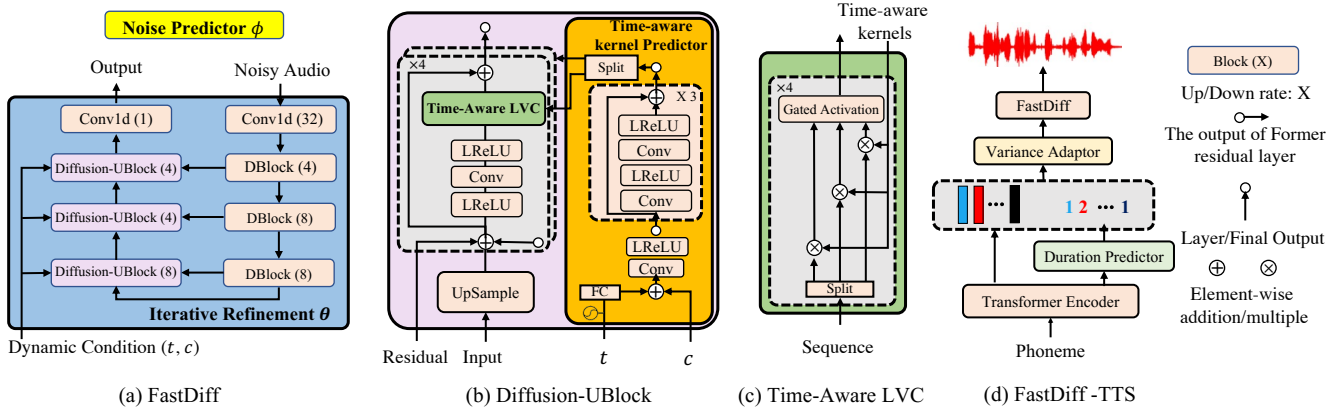 Noise Predictor ϕ
Output
Noisy Audio
Conv1d (1)
Conv1d (32)
Diffusion-UBlock (4)
DBlock (4)
Diffusion-UBlock (4)
DBlock (8)
Diffusion-UBlock (8)
DBlock (8)
Iterative Refinement θ
Dynamic Condition (t, c)
(a) FastDiff
Time-aware
kernel Predictor
×4
Split
Time-Aware LVC
X 3
LReLU
Conv
LReLU
LReLU
Conv
LReLU
Conv
LReLU
Conv
UpSample
FC
Residual
Input
t
c
(b) Diffusion-UBlock
Time-aware
kernels
×4
Gated Activation
Split
Sequence
(c) Time-Aware LVC
FastDiff
Variance Adaptor
1 2 ··· 1
Duration Predictor
Transformer Encoder
Phoneme
(d) FastDiff -TTS
Block (X)
Up/Down rate: X
The output of Former
residual layer
Layer/Final Output
Element-wise
addition/multiple